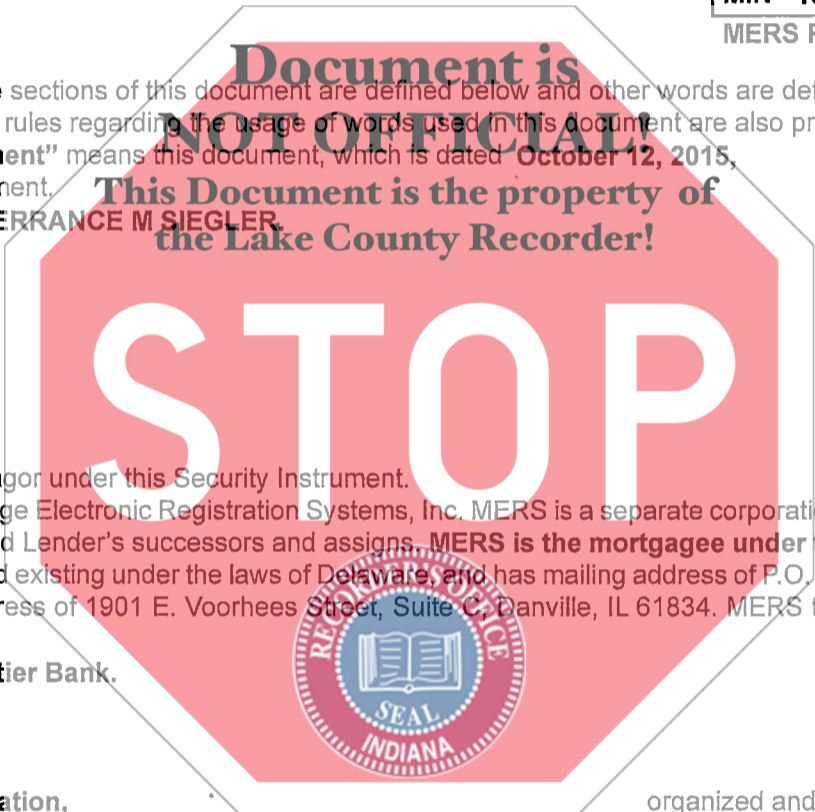 MERS
Document is
sections of this document are defined below and other words are
rules regarding the usage of words used in this document are also
NOT OFFICIAL!
ent” means this document, which is dated October 12, 2015,
ent.
This Document is the property of
ERRANCE M SIEGLER.
the Lake County Recorder!
STOP
gor under this Security Instrument.
ge Electronic Registration Systems, Inc. MERS is a separate
d Lender's successors and assigns. MERS is the mortgagee under
existing under the laws of Delaware, and has mailing address of P.O.
ess of 1901 E. Voorhees Street, Suite C, Danville, IL 61834. MERS
RECORDER'S OFFICE
tier Bank.
SEAL
INDIANA
ation,
organized and